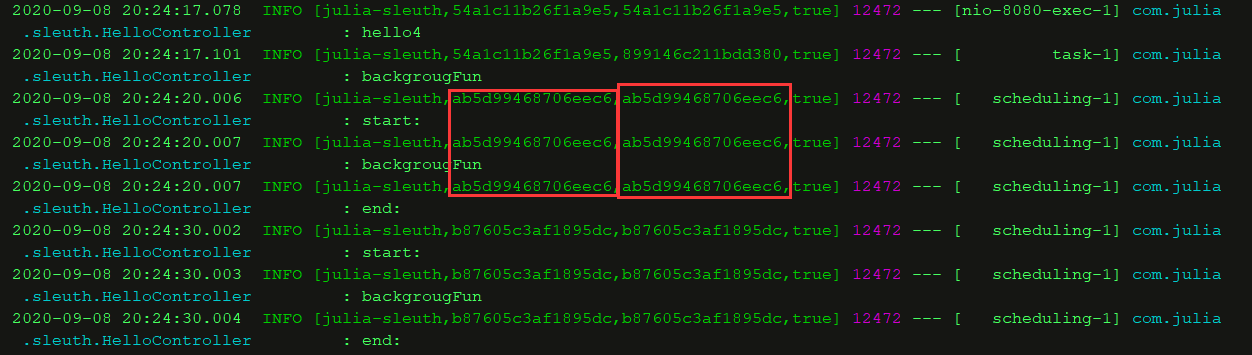 2020-09-08 20:24:17.078  INFO [julia-sleuth,54a1c11b26f1a9e5,54a1c11b26f1a9e5,true] 12472 --- [nio-8080-exec-1] com.julia
.sleuth.HelloController         : hello4
2020-09-08 20:24:17.101  INFO [julia-sleuth,54a1c11b26f1a9e5,899146c211bdd380,true] 12472 --- [         task-1] com.julia
.sleuth.HelloController         : backgrougFun
2020-09-08 20:24:20.006  INFO [julia-sleuth,ab5d99468706eec6,ab5d99468706eec6,true] 12472 --- [   scheduling-1] com.julia
.sleuth.HelloController         : start:
2020-09-08 20:24:20.007  INFO [julia-sleuth,ab5d99468706eec6,ab5d99468706eec6,true] 12472 --- [   scheduling-1] com.julia
.sleuth.HelloController         : backgrougFun
2020-09-08 20:24:20.007  INFO [julia-sleuth,ab5d99468706eec6,ab5d99468706eec6,true] 12472 --- [   scheduling-1] com.julia
.sleuth.HelloController         : end:
2020-09-08 20:24:30.002  INFO [julia-sleuth,b87605c3af1895dc,b87605c3af1895dc,true] 12472 --- [   scheduling-1] com.julia
.sleuth.HelloController         : start:
2020-09-08 20:24:30.003  INFO [julia-sleuth,b87605c3af1895dc,b87605c3af1895dc,true] 12472 --- [   scheduling-1] com.julia
.sleuth.HelloController         : backgrougFun
2020-09-08 20:24:30.004  INFO [julia-sleuth,b87605c3af1895dc,b87605c3af1895dc,true] 12472 --- [   scheduling-1] com.julia
.sleuth.HelloController         : end: